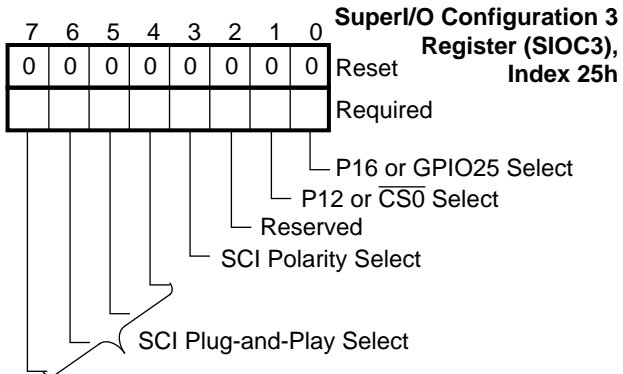 SuperI/O Configuration 3
Register (SIOC3),
Index 25h
7 6 5 4 3 2 1 0
0 0 0 0 0 0 0 0 Reset
Required
P16 or GPIO25 Select
P12 or C̅S̅0̅ Select
Reserved
SCI Polarity Select
SCI Plug-and-Play Select